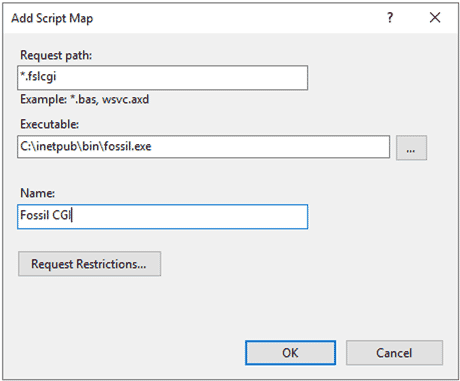 Add Script Map
?
Request path:
*.fslcgi
Example: *.bas, wsvc.axd
Executable:
C:\inetpub\bin\fossil.exe
...
Name:
Fossil CGI
Request Restrictions...
OK
Cancel